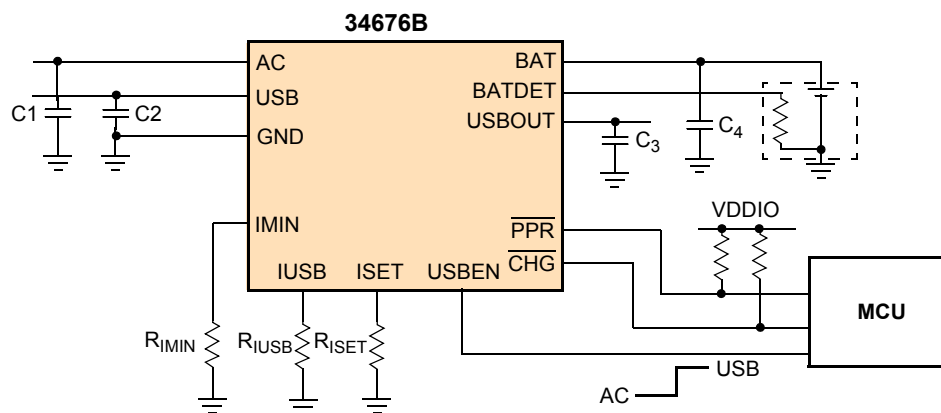 34676B
AC
BAT
USB
BATDET
C1
C2
USBOUT
GND
C3
C4
IMIN
PPR
VDDIO
CHG
IUSB
ISET
USBEN
MCU
RIMIN
RIUSB
RISET
USB
AC